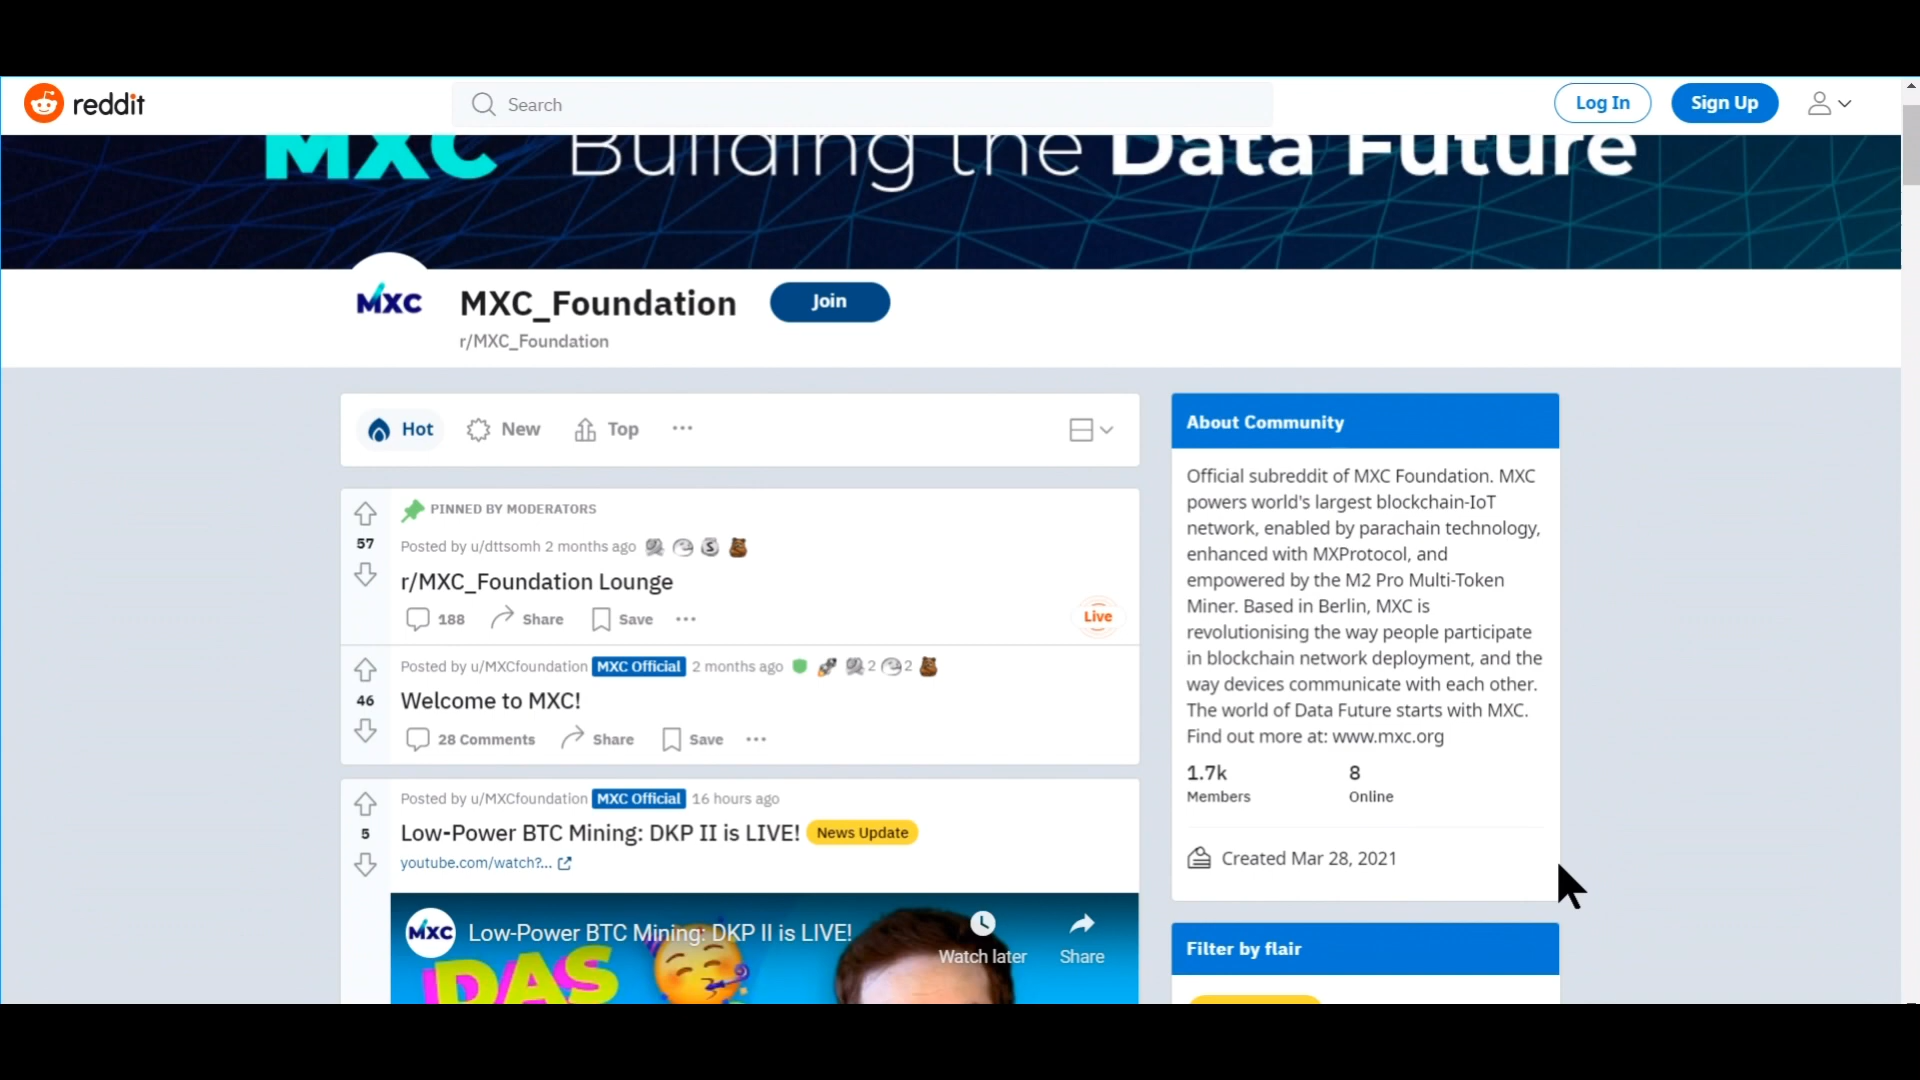 reddit
Search
Log In
Sign Up
MXC Building the Data Future
MXC
MXC_Foundation
Join
r/MXC_Foundation
Hot
New
Top
PINNED BY MODERATORS
57
Posted by u/dttsomh 2 months ago
r/MXC_Foundation Lounge
188
Share
Save
Live
Posted by u/MXCfoundation MXC Official 2 months ago 2 2
46
Welcome to MXC!
28 Comments
Share
Save
Posted by u/MXCfoundation MXC Official 16 hours ago
5
Low-Power BTC Mining: DKP II is LIVE! News Update
youtube.com/watch?...
MXC Low-Power BTC Mining: DKP II is LIVE!
Watch later
Share
DAS
About Community
Official subreddit of MXC Foundation. MXC
powers world's largest blockchain-IoT
network, enabled by parachain technology,
enhanced with MXProtocol, and
empowered by the M2 Pro Multi-Token
Miner. Based in Berlin, MXC is
revolutionising the way people participate
in blockchain network deployment, and the
way devices communicate with each other.
The world of Data Future starts with MXC.
Find out more at: www.mxc.org
1.7k
Members
8
Online
Created Mar 28, 2021
Filter by flair